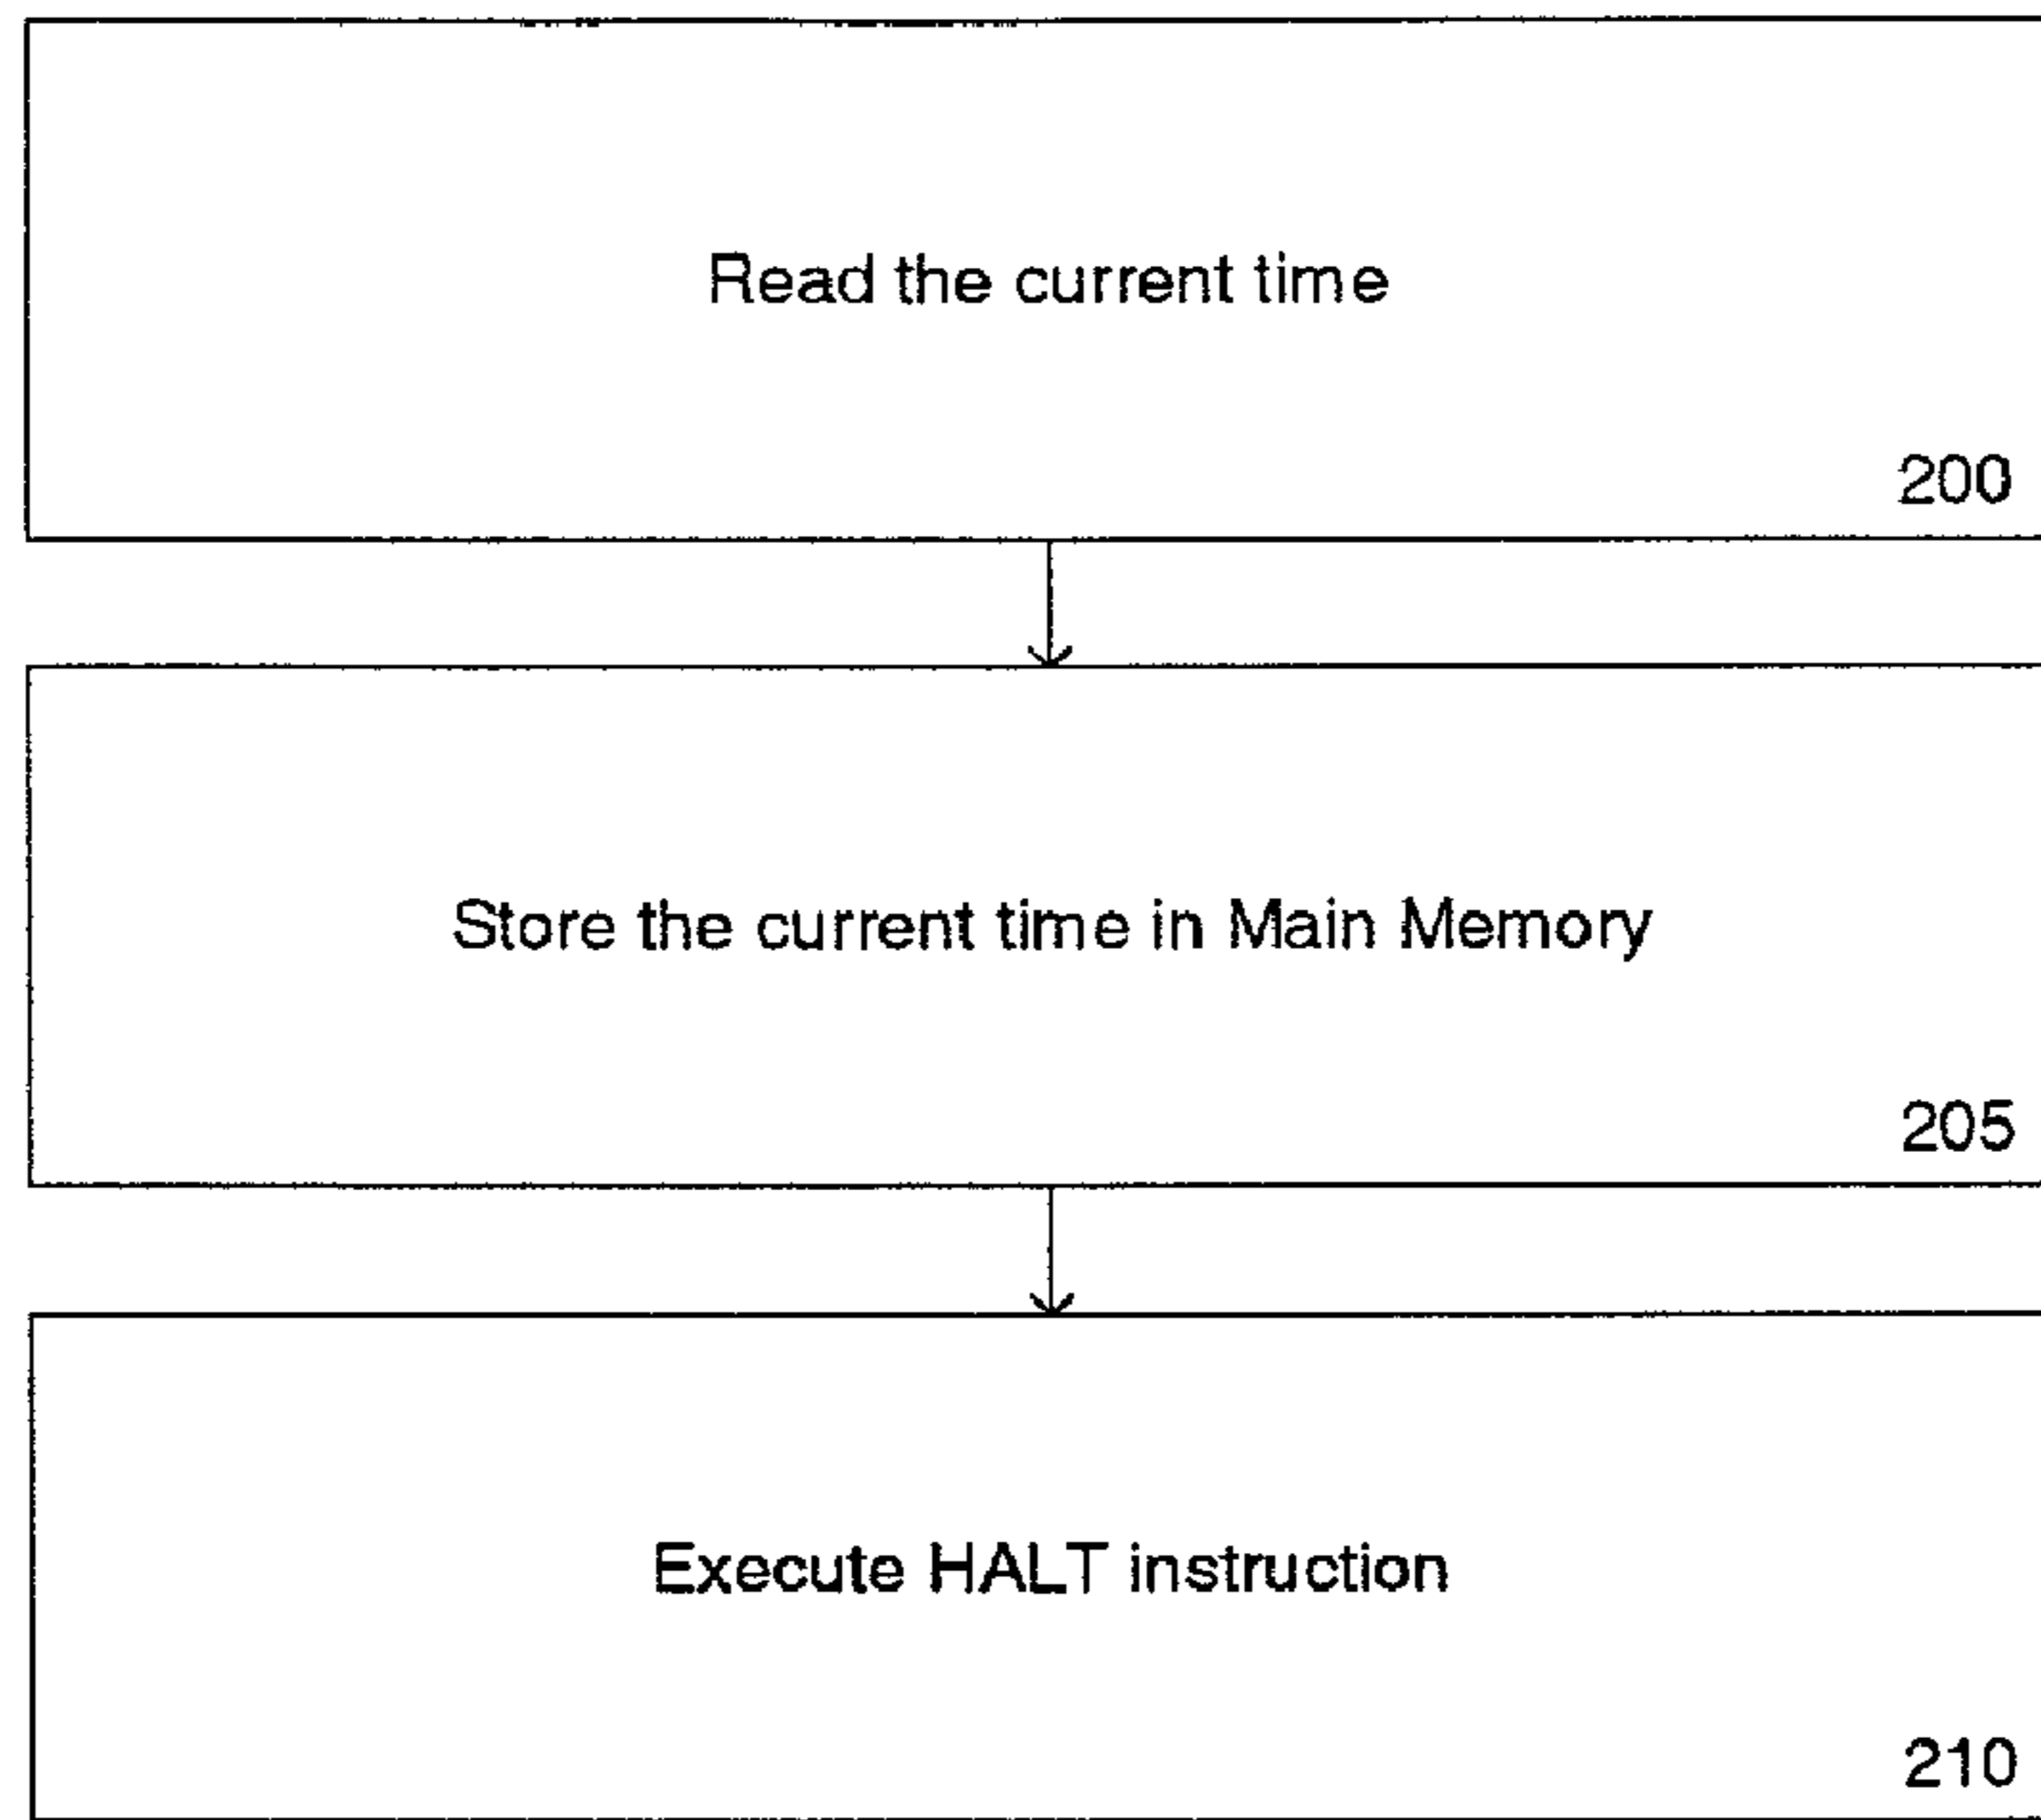 Read the current time
200
Store the current time in Main Memory
205
Execute HALT instruction
210